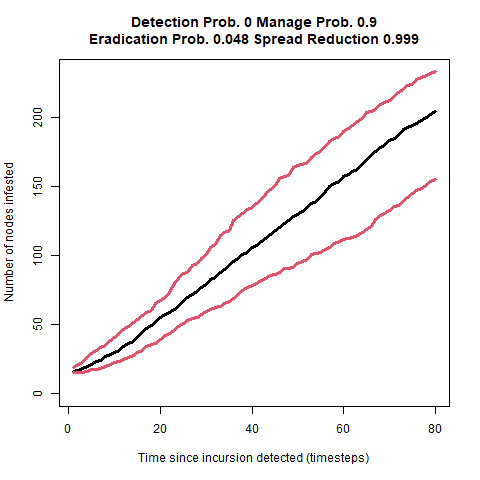 Detection Prob. 0 Manage Prob. 0.9
Eradication Prob. 0.048 Spread Reduction 0.999
Number of nodes infested
200
150
100
50
0
0 20 40 60 80
Time since incursion detected (timesteps)